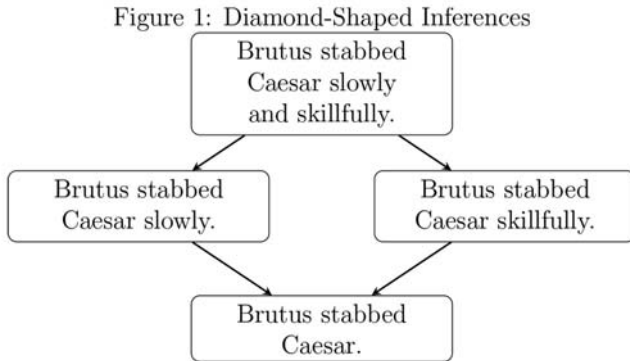 Figure 1: Diamond-Shaped Inferences
Brutus stabbed
Caesar slowly
and skillfully.
Brutus stabbed
Caesar slowly.
Brutus stabbed
Caesar skillfully.
Brutus stabbed
Caesar.